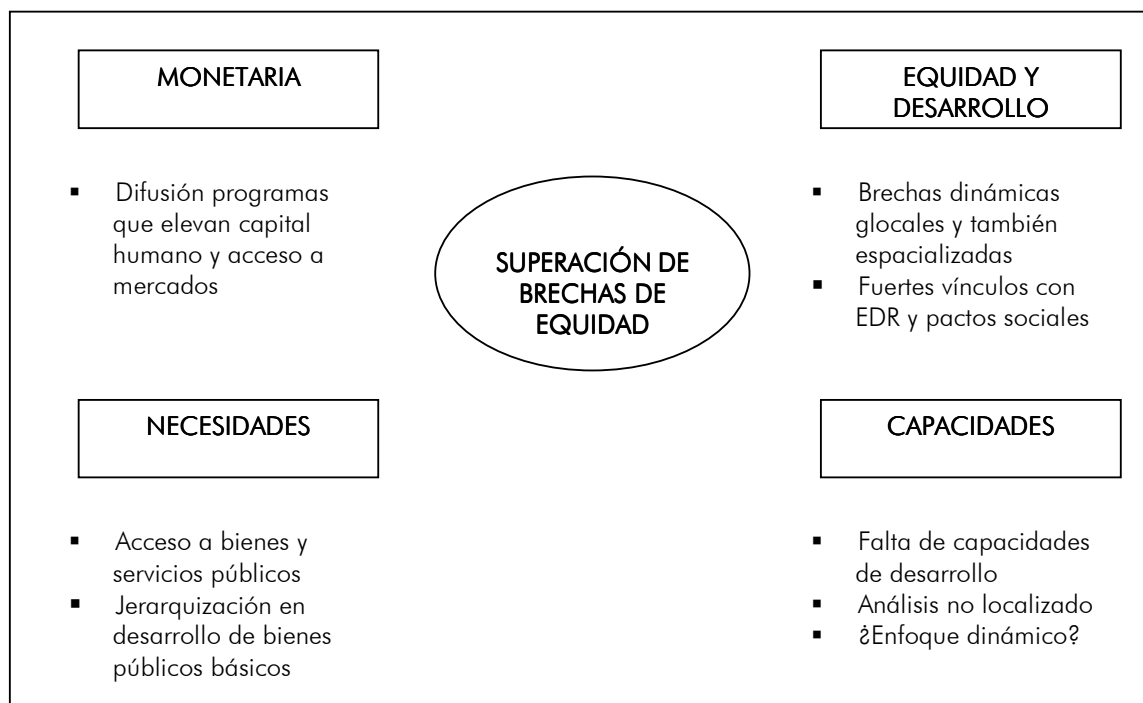 MONETARIA
▪ Difusión programas
que elevan capital
humano y acceso a
mercados
EQUIDAD Y
DESARROLLO
▪ Brechas dinámicas
glocales y también
espacializadas
▪ Fuertes vínculos con
EDR y pactos sociales
SUPERACIÓN DE
BRECHAS DE
EQUIDAD
NECESIDADES
▪ Acceso a bienes y
servicios públicos
▪ Jerarquización en
desarrollo de bienes
públicos básicos
CAPACIDADES
▪ Falta de capacidades
de desarrollo
▪ Análisis no localizado
▪ ¿Enfoque dinámico?